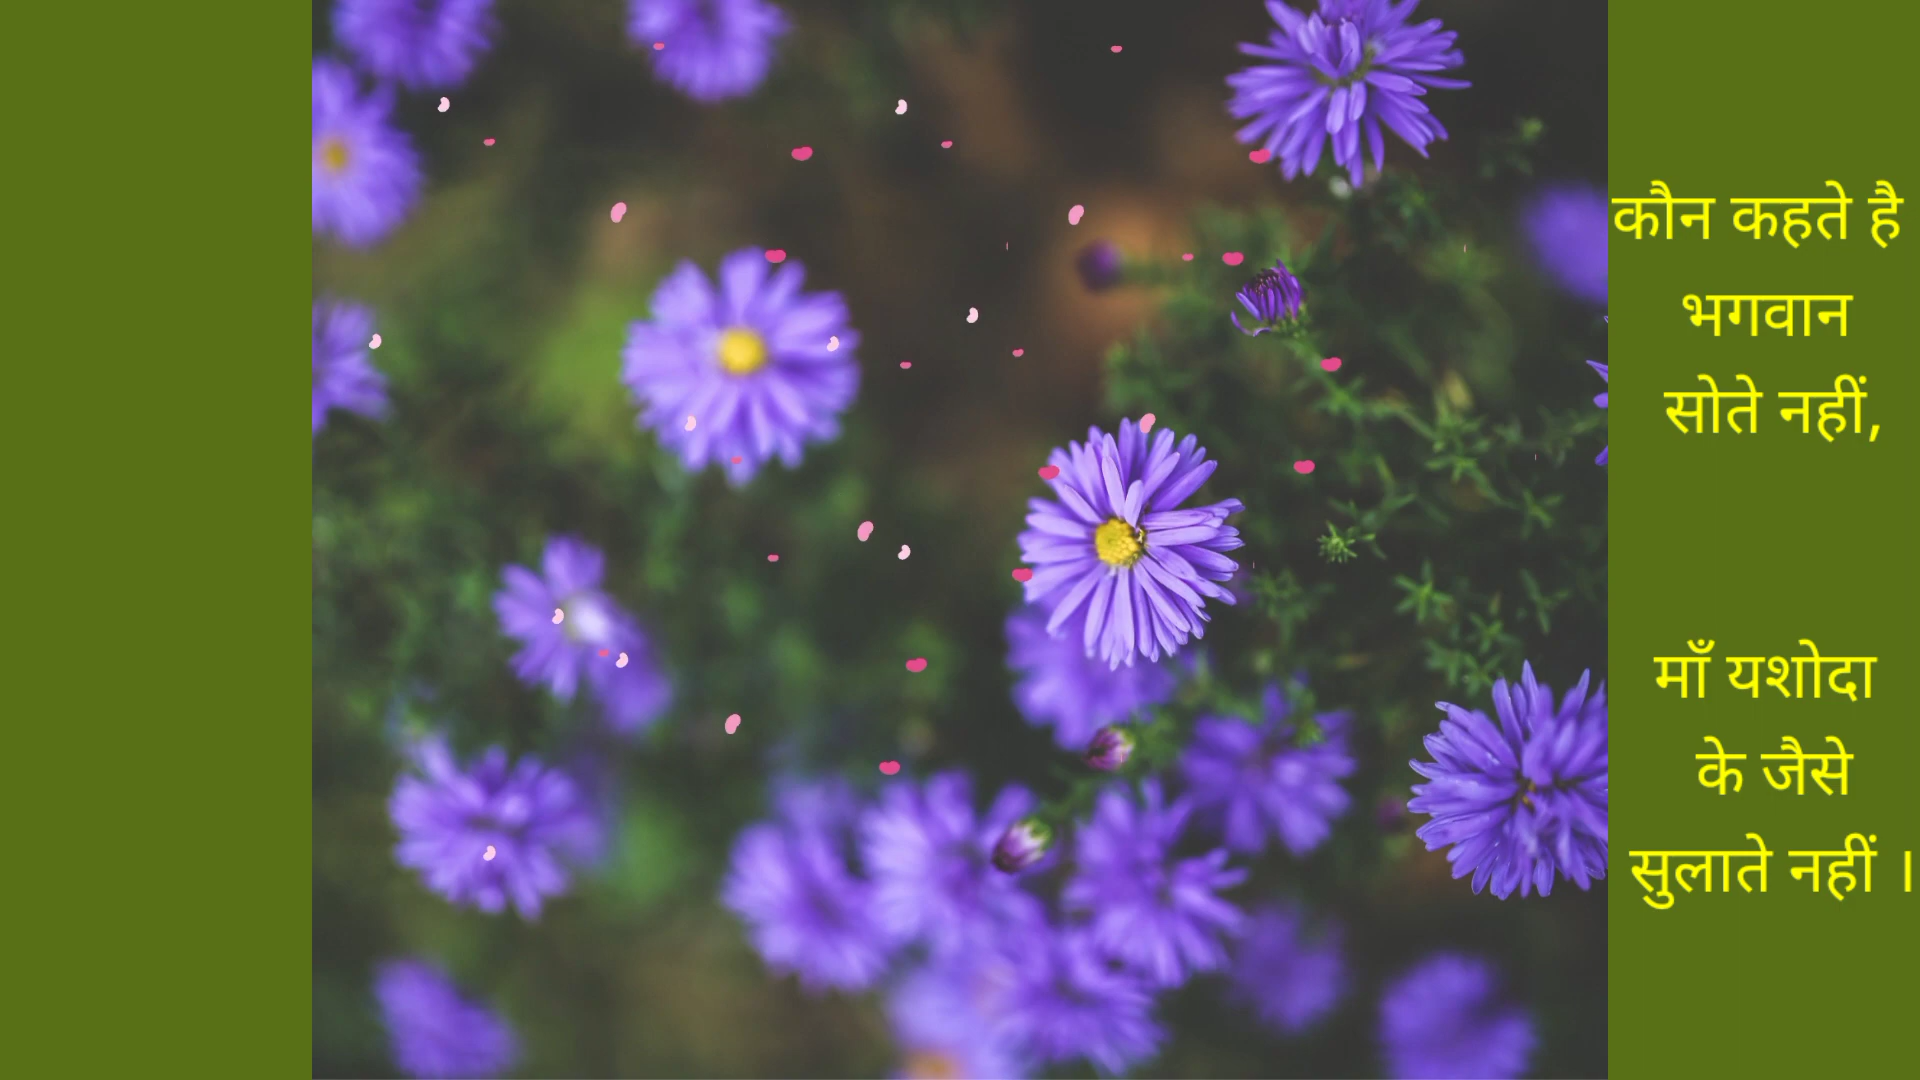 कौन कहते है
भगवान
सोते नहीं,
माँ यशोदा
के जैसे
सुलाते नहीं ।